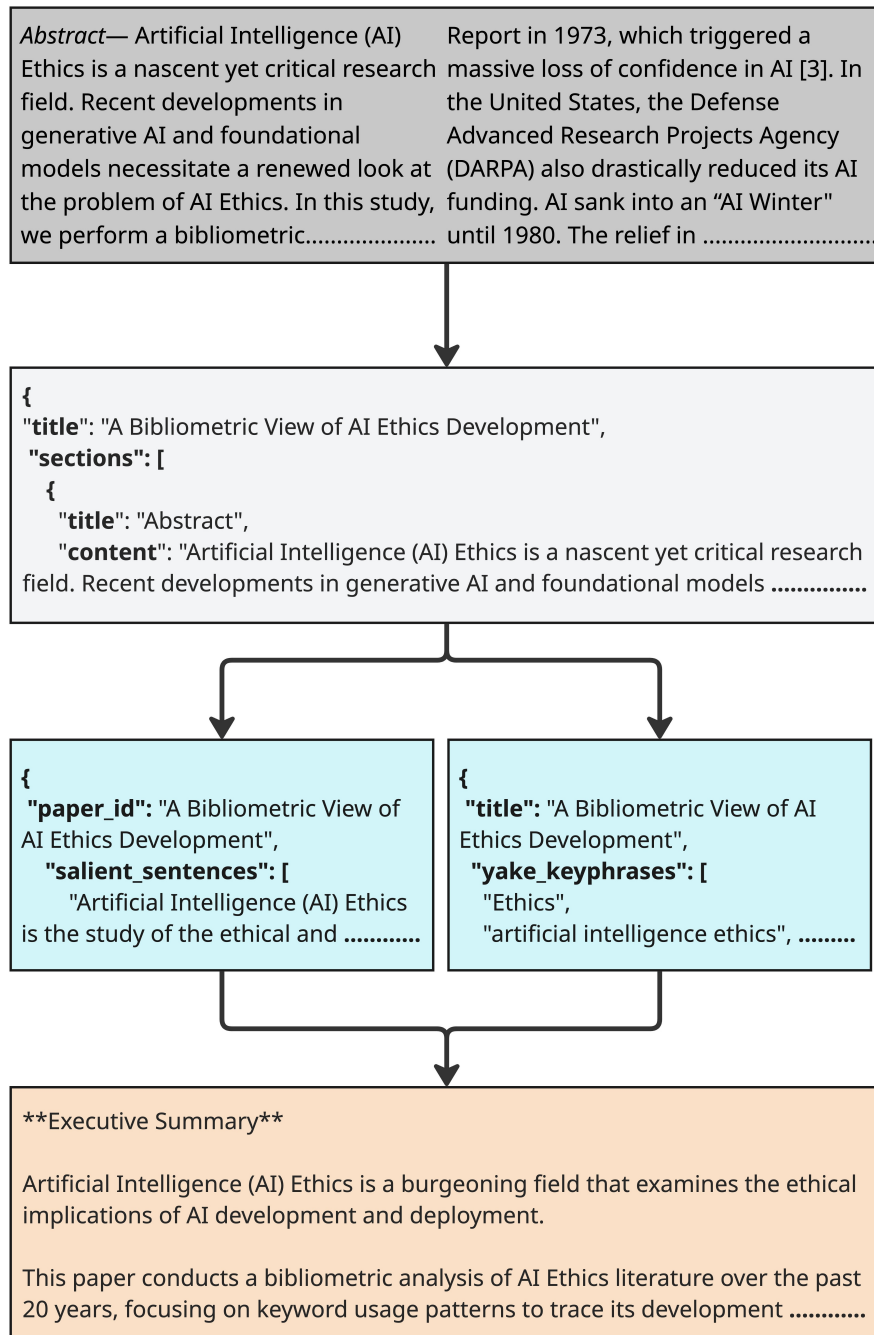 Abstract— Artificial Intelligence (AI)
Ethics is a nascent yet critical research
field. Recent developments in
generative AI and foundational
models necessitate a renewed look at
the problem of AI Ethics. In this study,
we perform a bibliometric.....................
Report in 1973, which triggered a
massive loss of confidence in AI [3]. In
the United States, the Defense
Advanced Research Projects Agency
(DARPA) also drastically reduced its AI
funding. AI sank into an “AI Winter"
until 1980. The relief in ............................
{
"title": "A Bibliometric View of AI Ethics Development",
"sections": [
{
"title": "Abstract",
"content": "Artificial Intelligence (AI) Ethics is a nascent yet critical research
field. Recent developments in generative AI and foundational models ...............
{
"paper_id": "A Bibliometric View of
AI Ethics Development",
"salient_sentences": [
"Artificial Intelligence (AI) Ethics
is the study of the ethical and ............
{
"title": "A Bibliometric View of AI
Ethics Development",
"yake_keyphrases": [
"Ethics",
"artificial intelligence ethics", .........
**Executive Summary**
Artificial Intelligence (AI) Ethics is a burgeoning field that examines the ethical
implications of AI development and deployment.
This paper conducts a bibliometric analysis of AI Ethics literature over the past
20 years, focusing on keyword usage patterns to trace its development ............